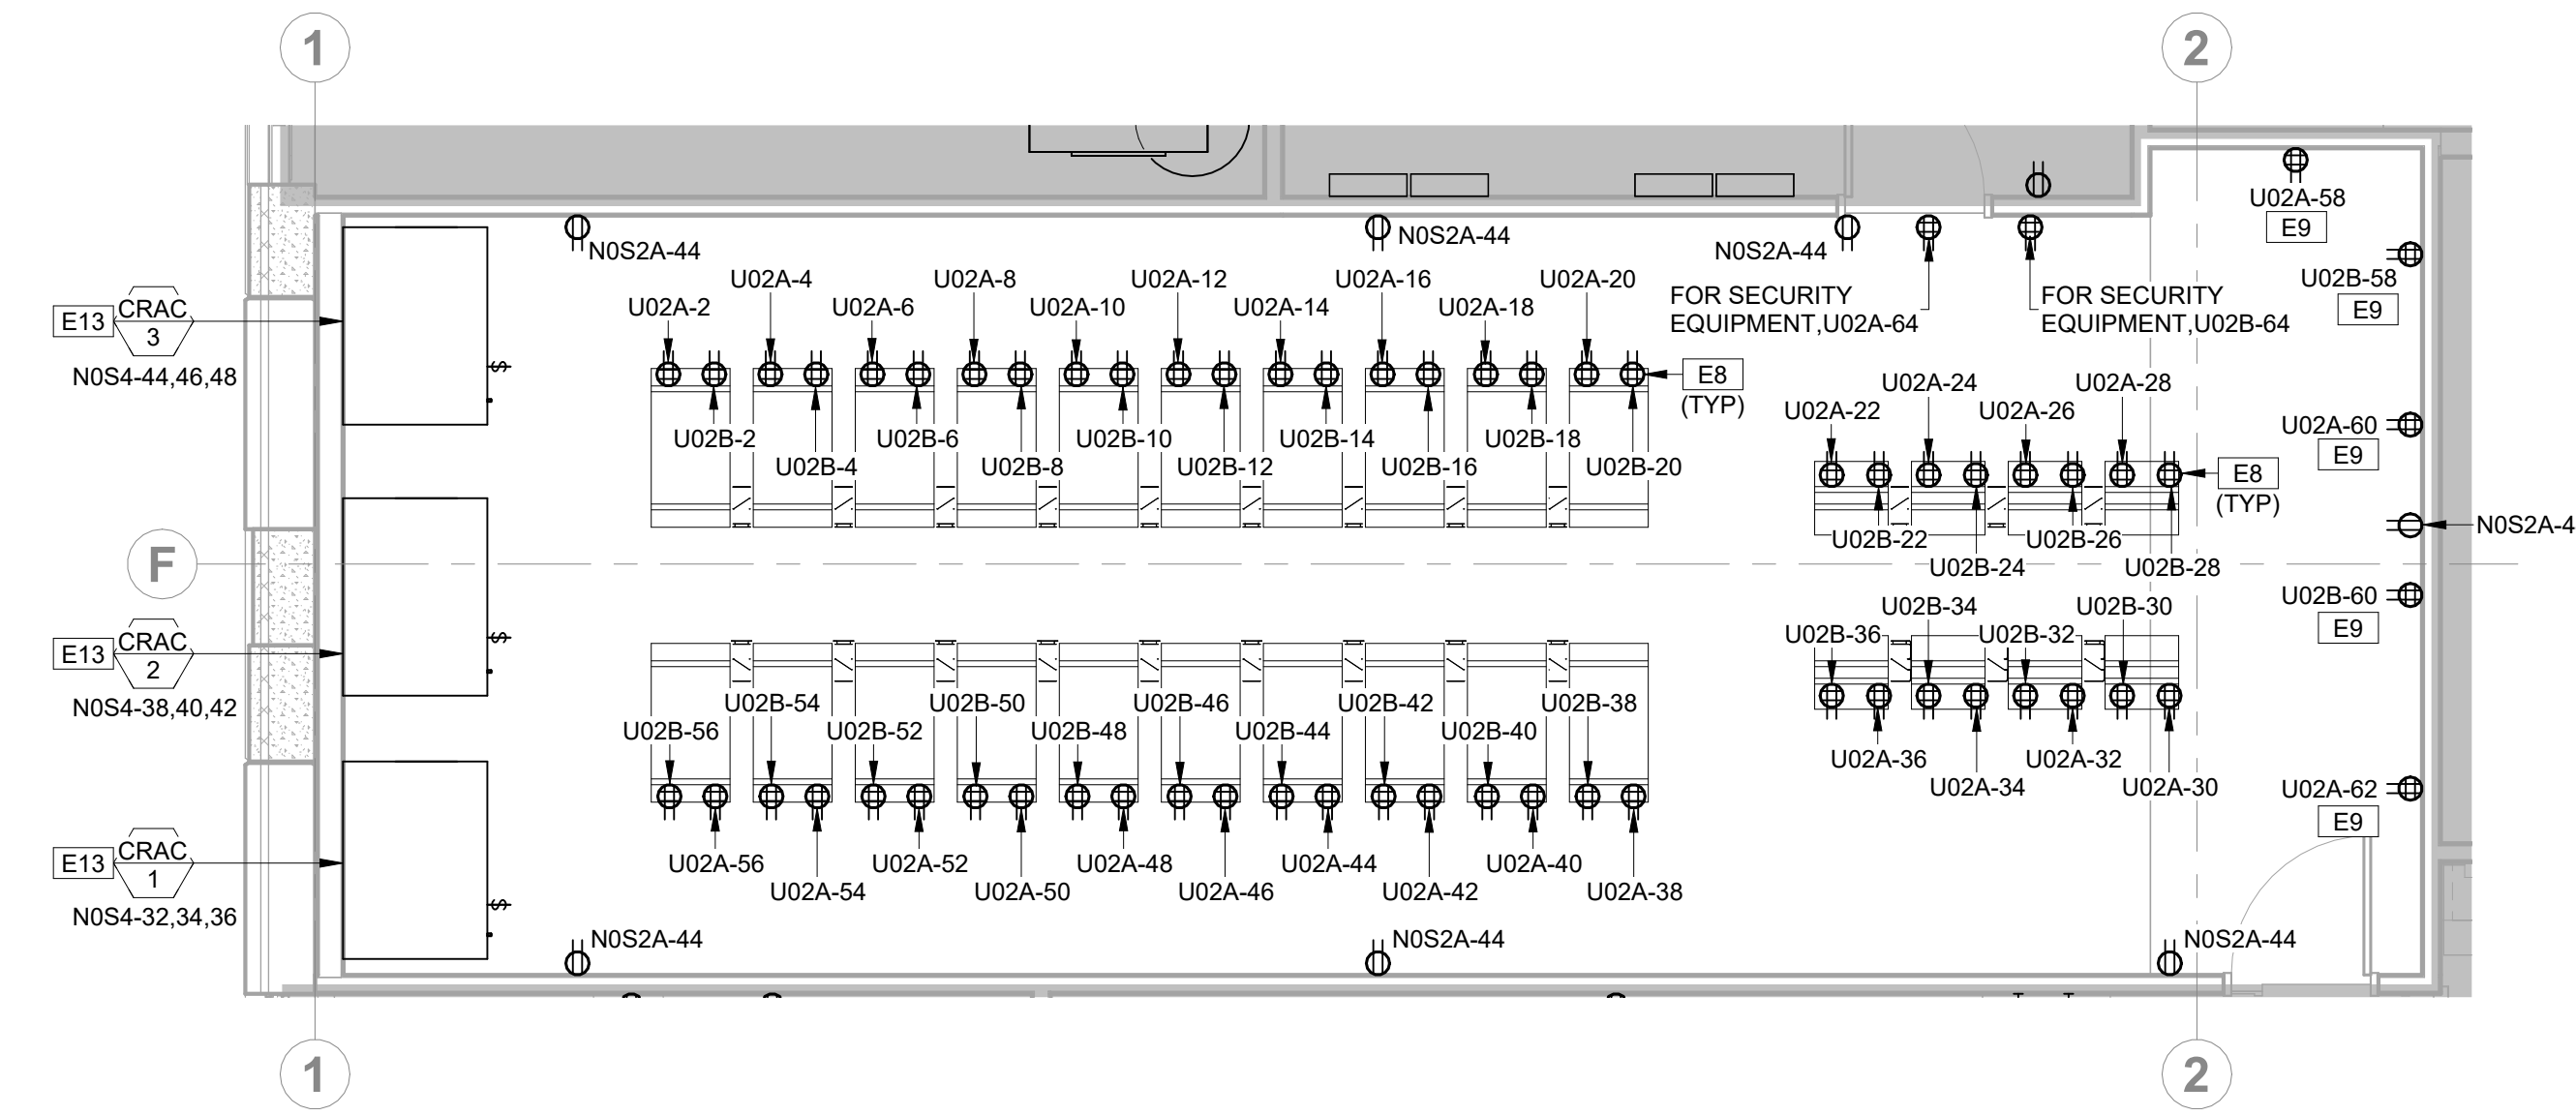 1
2
U02A-58
E9
N0S2A-44
N0S2A-44
N0S2A-44
U02B-58
E9
U02A-4
U02A-8
U02A-12
U02A-16
U02A-20
U02A-2
U02A-6
U02A-10
U02A-14
U02A-18
FOR SECURITY
EQUIPMENT,U02A-64
FOR SECURITY
EQUIPMENT,U02B-64
E13
CRAC
3
N0S4-44,46,48
E8
(TYP)
U02A-24
U02A-28
U02A-22
U02A-26
U02A-60
E9
U02B-2
U02B-6
U02B-10
U02B-14
U02B-18
U02B-4
U02B-8
U02B-12
U02B-16
U02B-20
E8
(TYP)
N0S2A-4
U02B-22
U02B-26
U02B-24
U02B-28
F
U02B-60
E9
U02B-34
U02B-30
U02B-36
U02B-32
E13
CRAC
2
N0S4-38,40,42
U02B-54
U02B-50
U02B-46
U02B-42
U02B-38
U02B-56
U02B-52
U02B-48
U02B-44
U02B-40
U02A-36
U02A-32
U02A-34
U02A-30
U02A-62
E9
E13
CRAC
1
N0S4-32,34,36
U02A-56
U02A-52
U02A-48
U02A-44
U02A-40
U02A-54
U02A-50
U02A-46
U02A-42
U02A-38
N0S2A-44
N0S2A-44
N0S2A-44
1
2